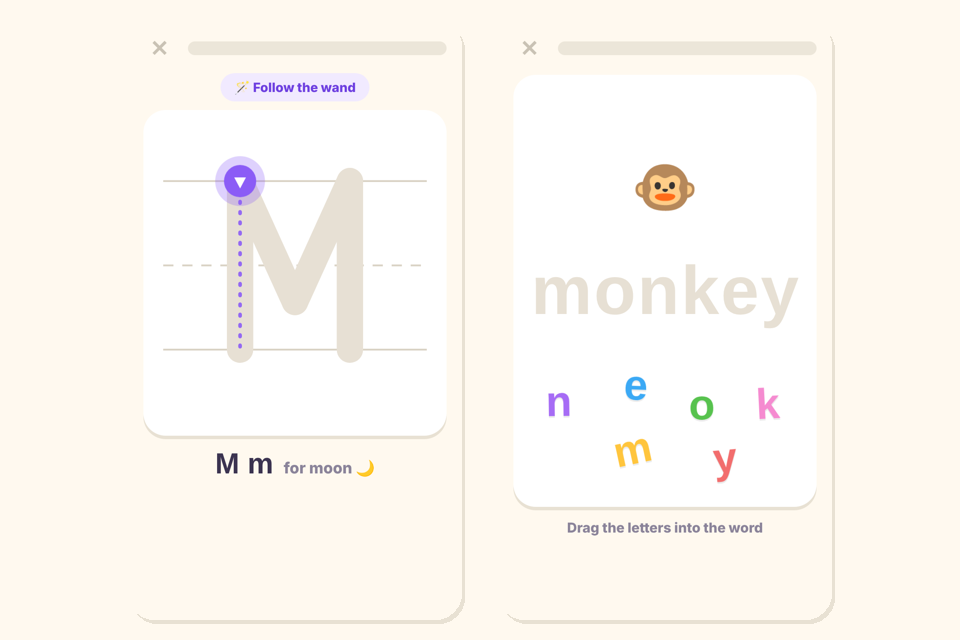 Follow the wand
M
M m for moon
monkey
n e o k
m y
Drag the letters into the word